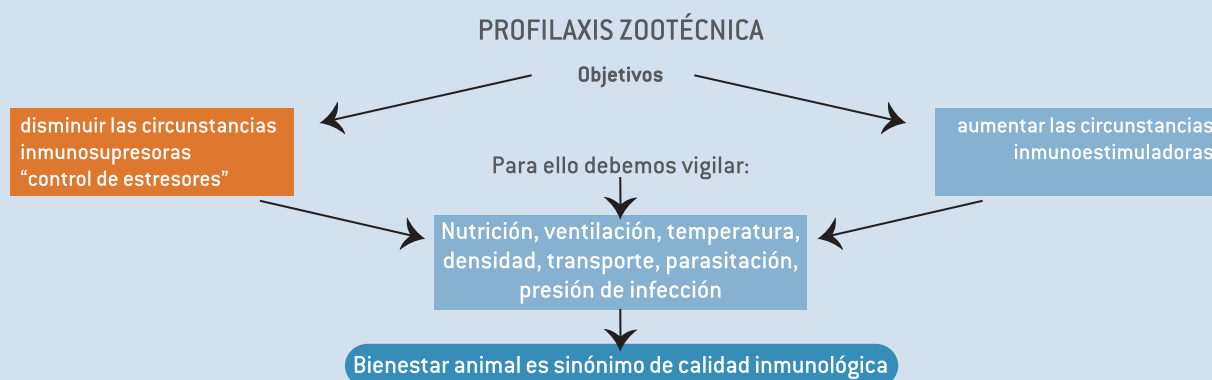 PROFILAXIS ZOOTÉCNICA
Objetivos
disminuir las circunstancias
inmunosupresoras
“control de estresores”
aumentar las circunstancias
inmunoestimuladoras
Para ello debemos vigilar:
Nutrición, ventilación, temperatura,
densidad, transporte, parasitación,
presión de infección
Bienestar animal es sinónimo de calidad inmunológica